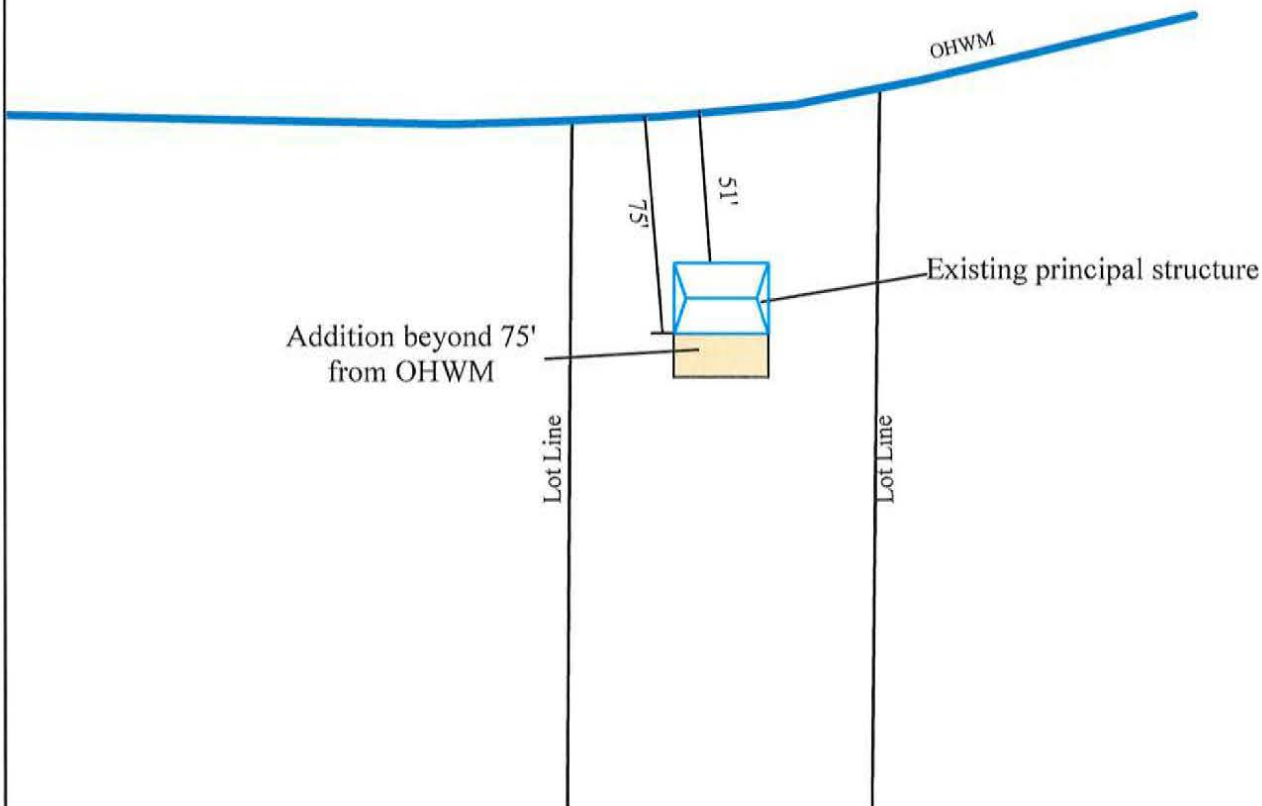 OHWM
51'
75'
Existing principal structure
Addition beyond 75'
from OHWM
Lot Line
Lot Line